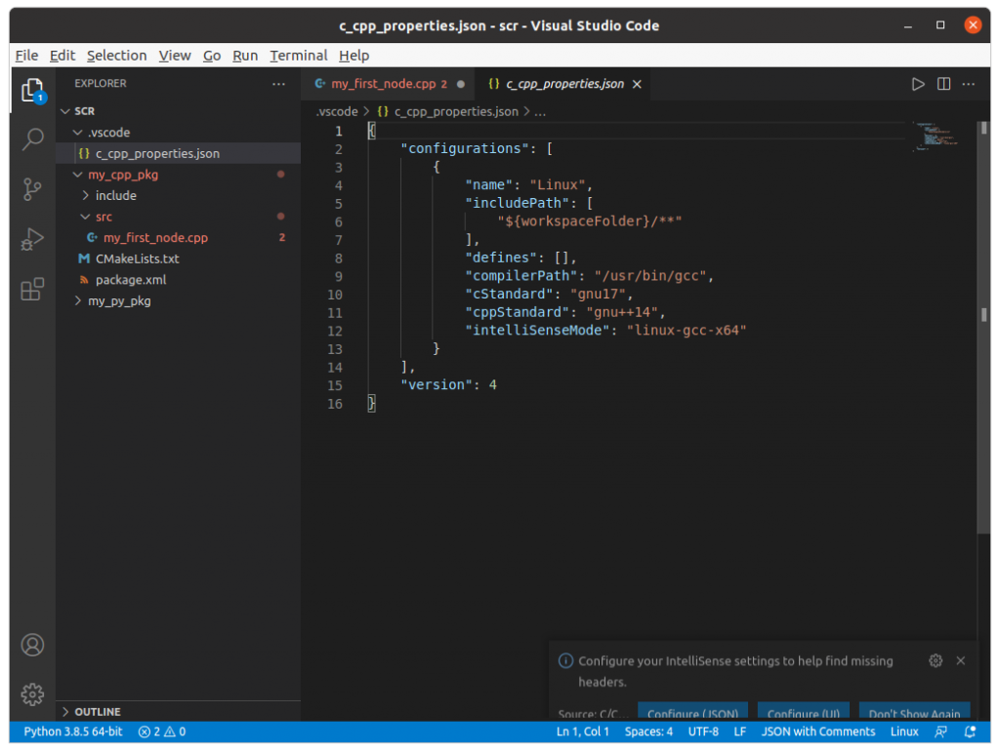 c_cpp_properties.json - scr - Visual Studio Code
File Edit Selection View Go Run Terminal Help
1
EXPLORER
SCR
.vscode
{} c_cpp_properties.json
my_cpp_pkg
include
src
my_first_node.cpp 2
M CMakeLists.txt
package.xml
my_py_pkg
OUTLINE
my_first_node.cpp 2 {} c_cpp_properties.json
.vscode > {} c_cpp_properties.json > ...
1 {
2 "configurations": [
3 {
4 "name": "Linux",
5 "includePath": [
6 "${workspaceFolder}/**"
7 ],
8 "defines": [],
9 "compilerPath": "/usr/bin/gcc",
10 "cStandard": "gnu17",
11 "cppStandard": "gnu++14",
12 "intelliSenseMode": "linux-gcc-x64"
13 }
14 ],
15 "version": 4
16 }
Configure your IntelliSense settings to help find missing
headers.
Source: C/C... Configure (JSON) Configure (UI) Don't Show Again
Python 3.8.5 64-bit 2 0 Ln 1, Col 1 Spaces: 4 UTF-8 LF JSON with Comments Linux